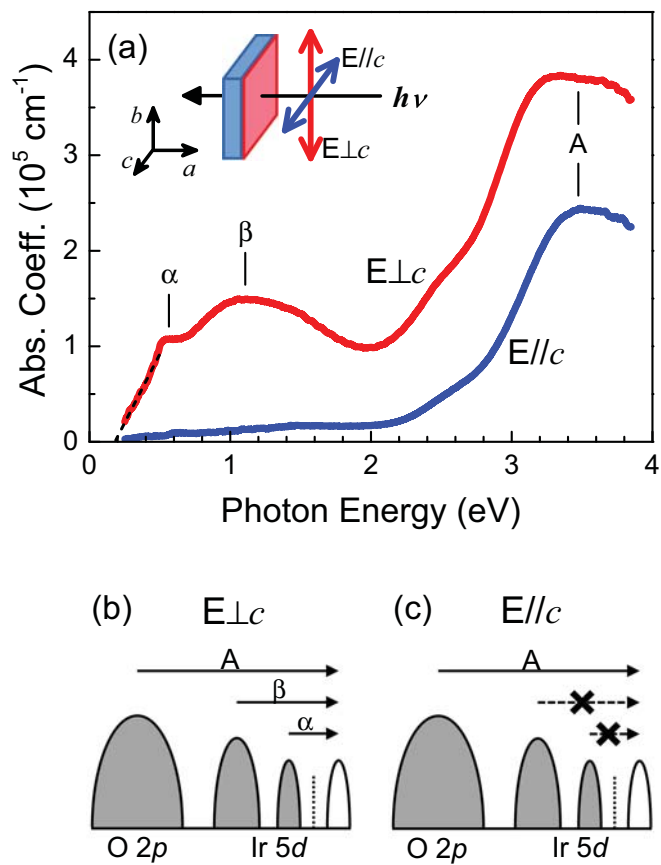 (a)
E//c
hν
b
c
a
E⊥c
α
β
A
E⊥c
E//c
4
3
2
1
0
Abs. Coeff. (10⁵ cm⁻¹)
0 1 2 3 4
Photon Energy (eV)
(b) E⊥c
A
β
α
O 2p Ir 5d
(c) E//c
A
O 2p Ir 5d